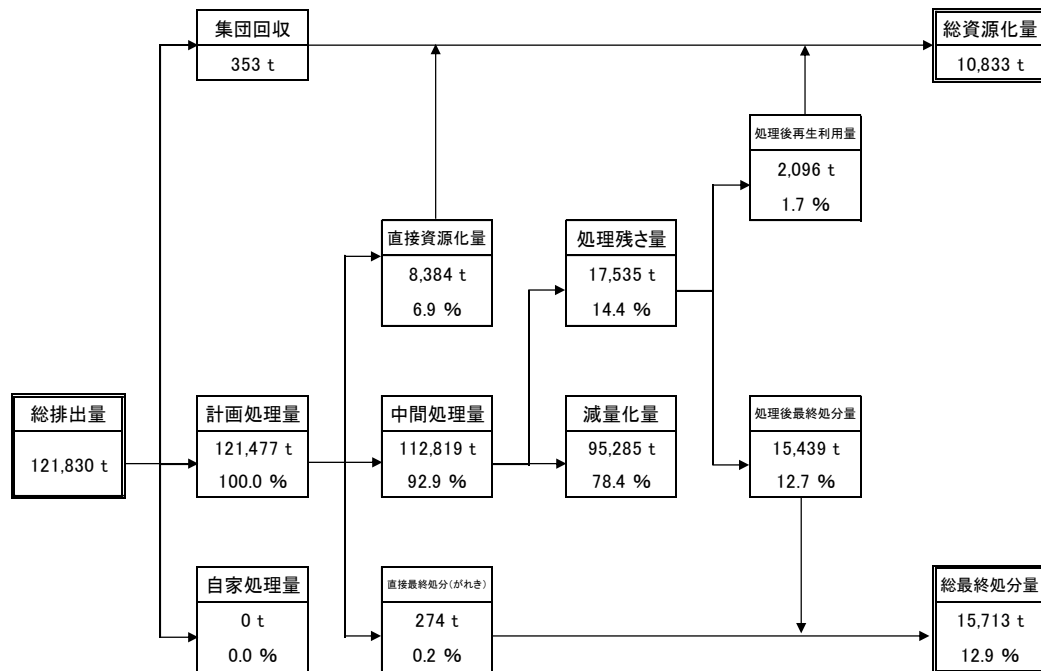 集団回収
353 t
総資源化量
10,833 t
処理後再生利用量
2,096 t
1.7 %
直接資源化量
8,384 t
6.9 %
処理残さ量
17,535 t
14.4 %
総排出量
121,830 t
計画処理量
121,477 t
100.0 %
中間処理量
112,819 t
92.9 %
減量化量
95,285 t
78.4 %
処理後最終処分量
15,439 t
12.7 %
自家処理量
0 t
0.0 %
直接最終処分(がれき)
274 t
0.2 %
総最終処分量
15,713 t
12.9 %